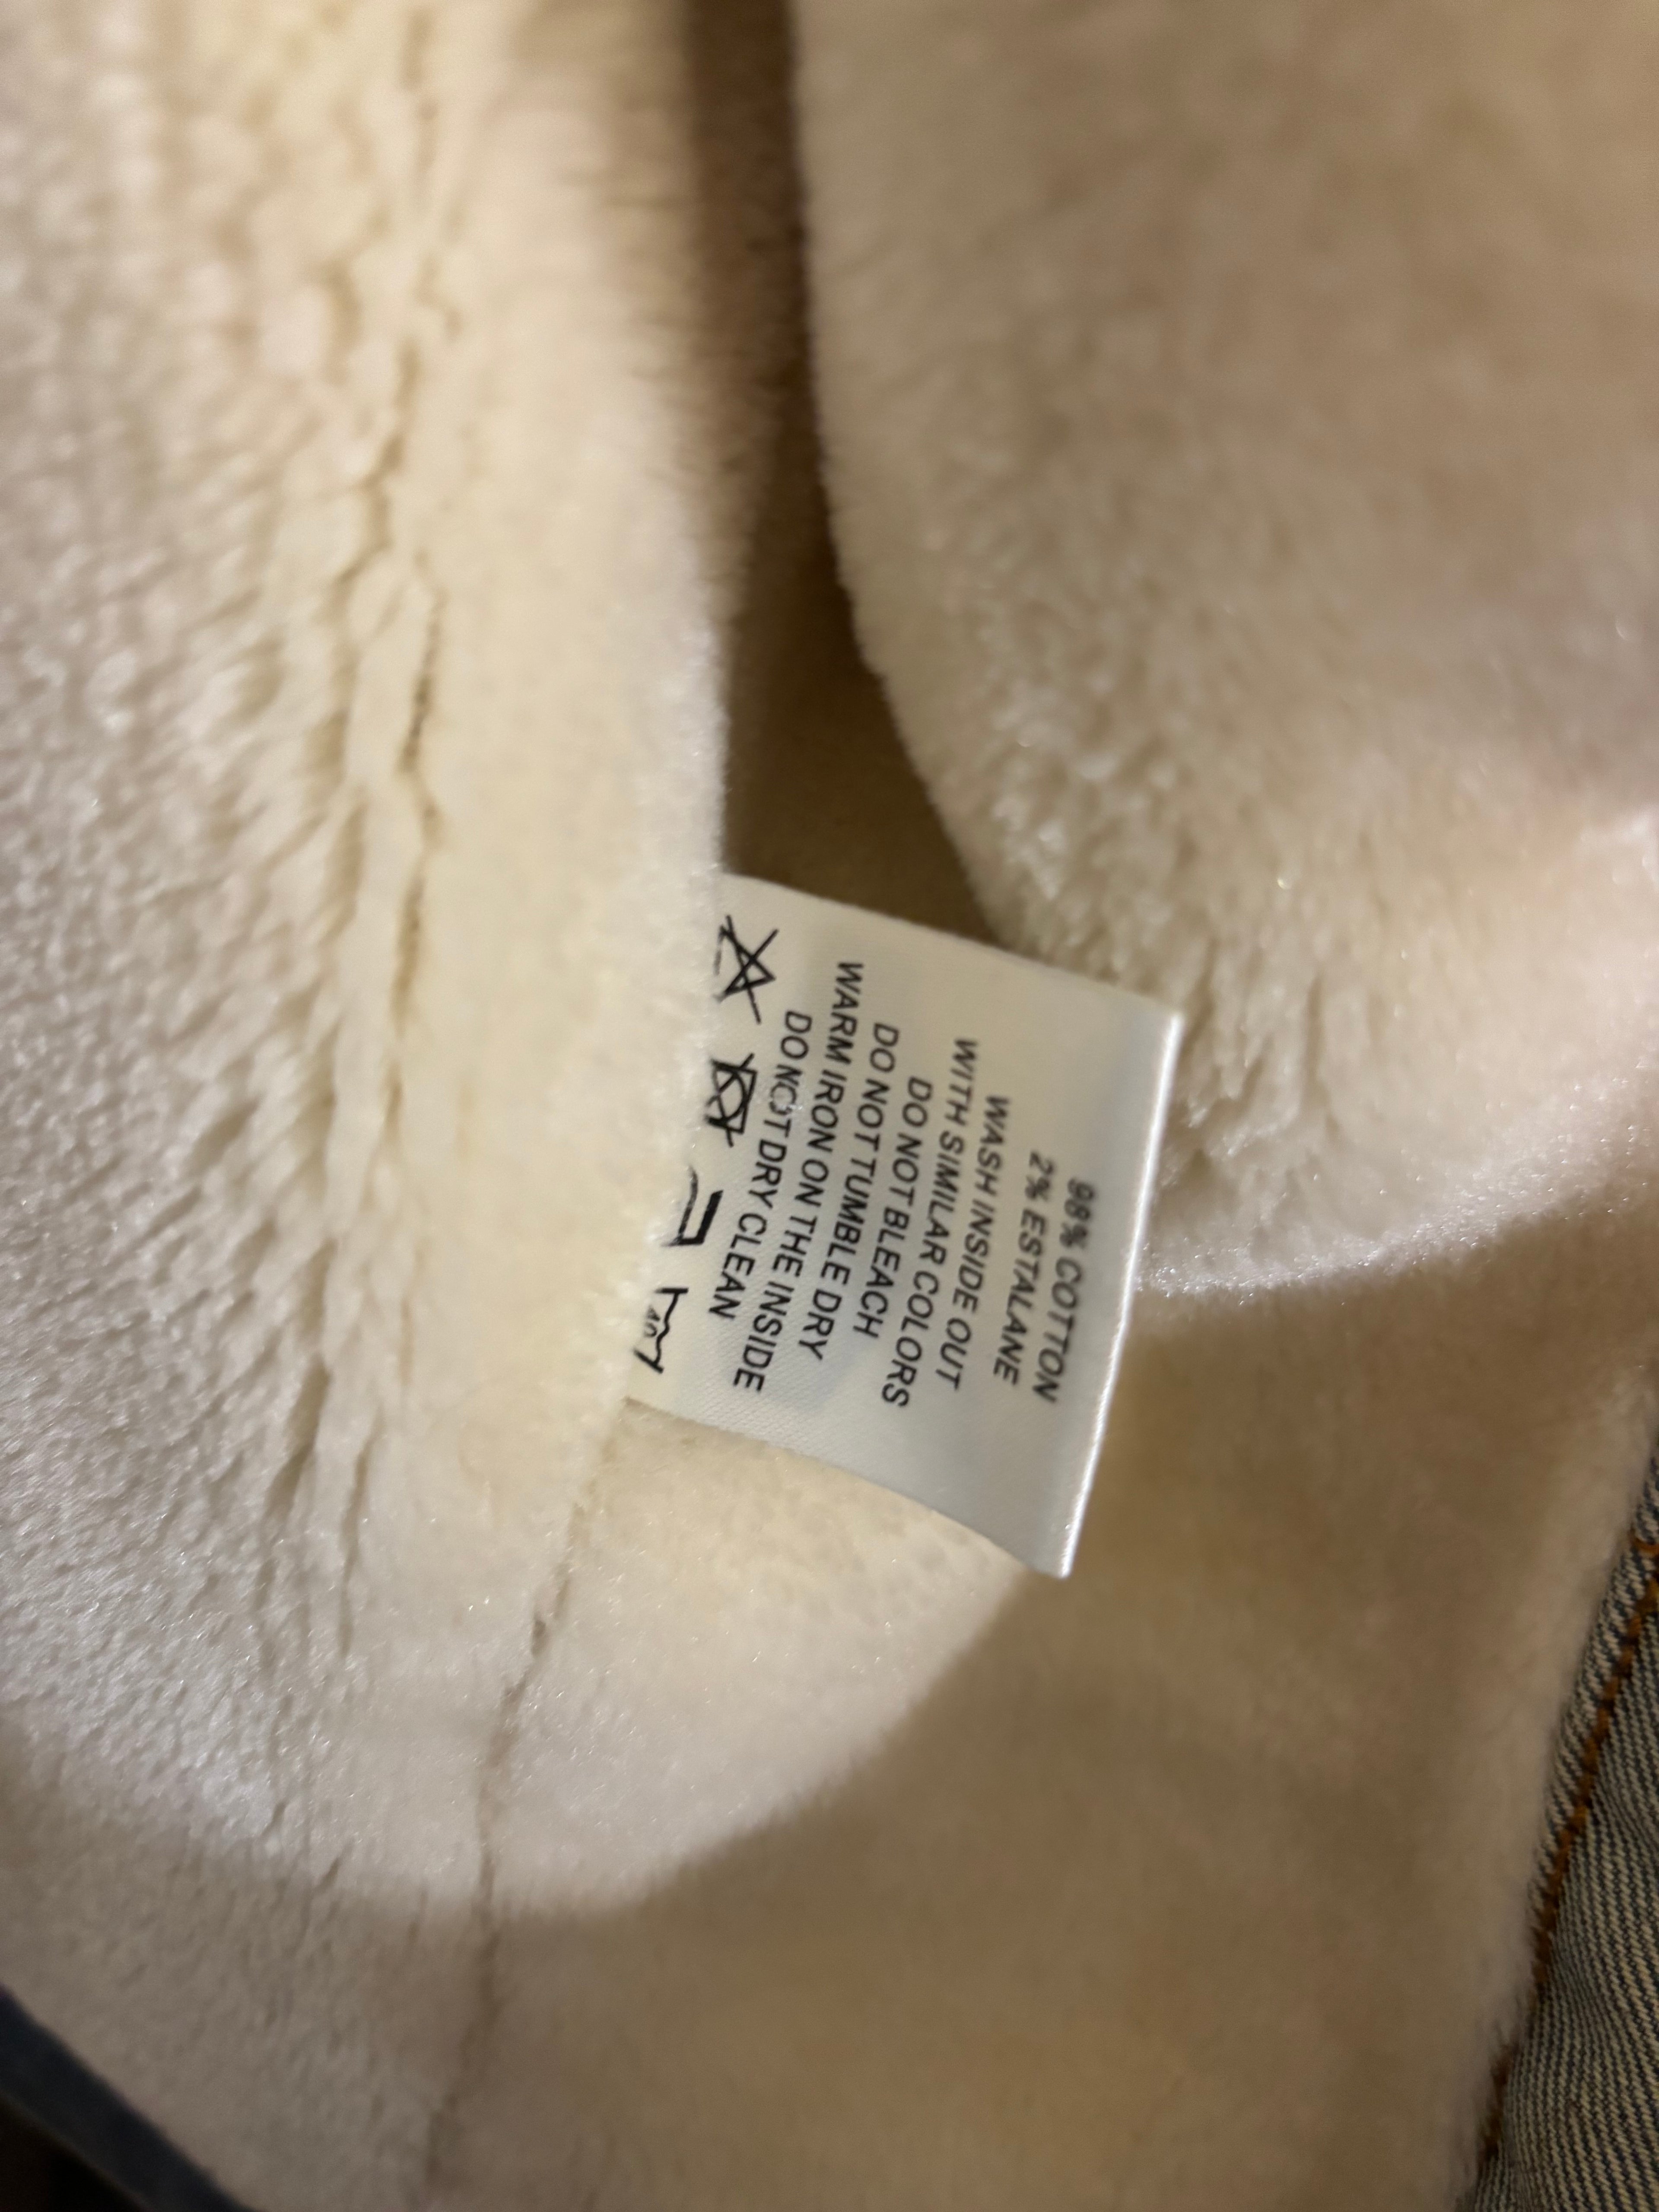 98% COTTON
2% ESTALANE
WASH INSIDE OUT
WITH SIMILAR COLORS
DO NOT BLEACH
DO NOT TUMBLE DRY
WARM IRON ON THE INSIDE
DO NOT DRY CLEAN
40